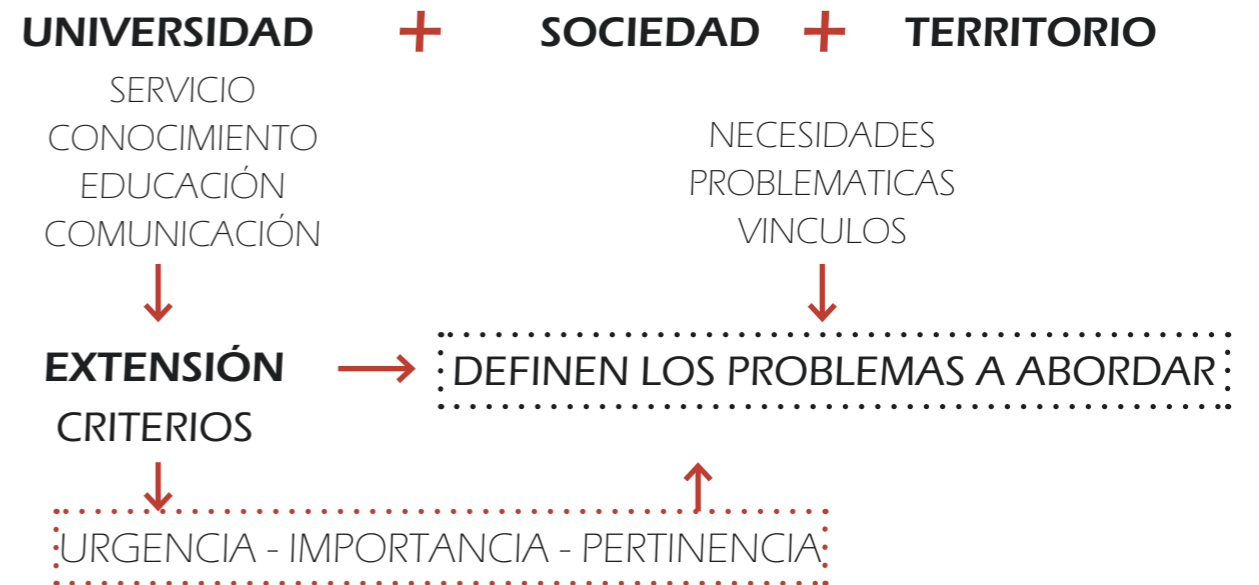 UNIVERSIDAD + SOCIEDAD + TERRITORIO
SERVICIO
CONOCIMIENTO
EDUCACIÓN
COMUNICACIÓN
NECESIDADES
PROBLEMATICAS
VINCULOS
EXTENSIÓN
CRITERIOS
DEFINEN LOS PROBLEMAS A ABORDAR
URGENCIA - IMPORTANCIA - PERTINENCIA